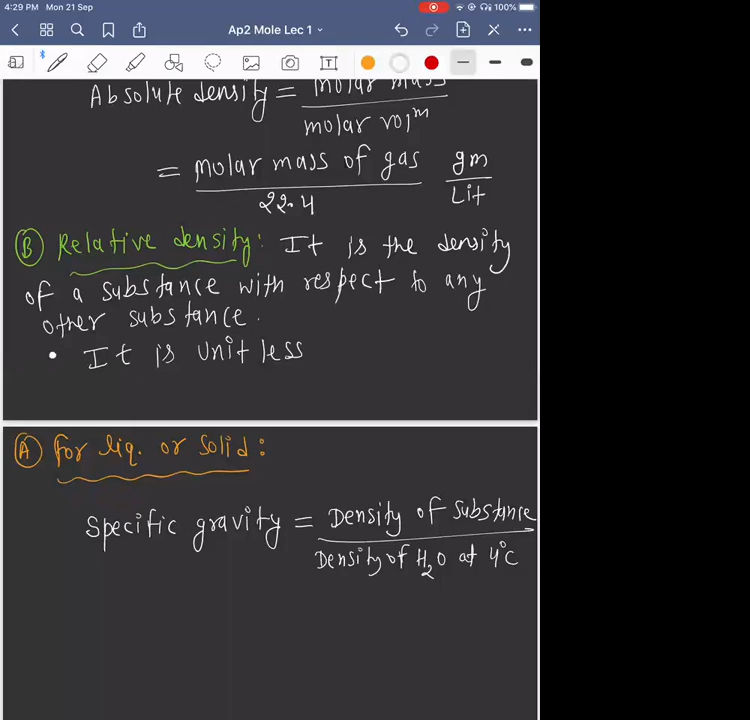 4:29 PM Mon 21 Sep
100%
Ap2 Mole Lec 1
Absolute density = molar mass
molar volᵐ
= molar mass of gas gm
22.4 Lit
B Relative density: It is the density
of a substance with respect to any
other substance.
• It is unitless
A For liq. or solid:
Specific gravity = Density of substance
Density of H₂O at 4°C